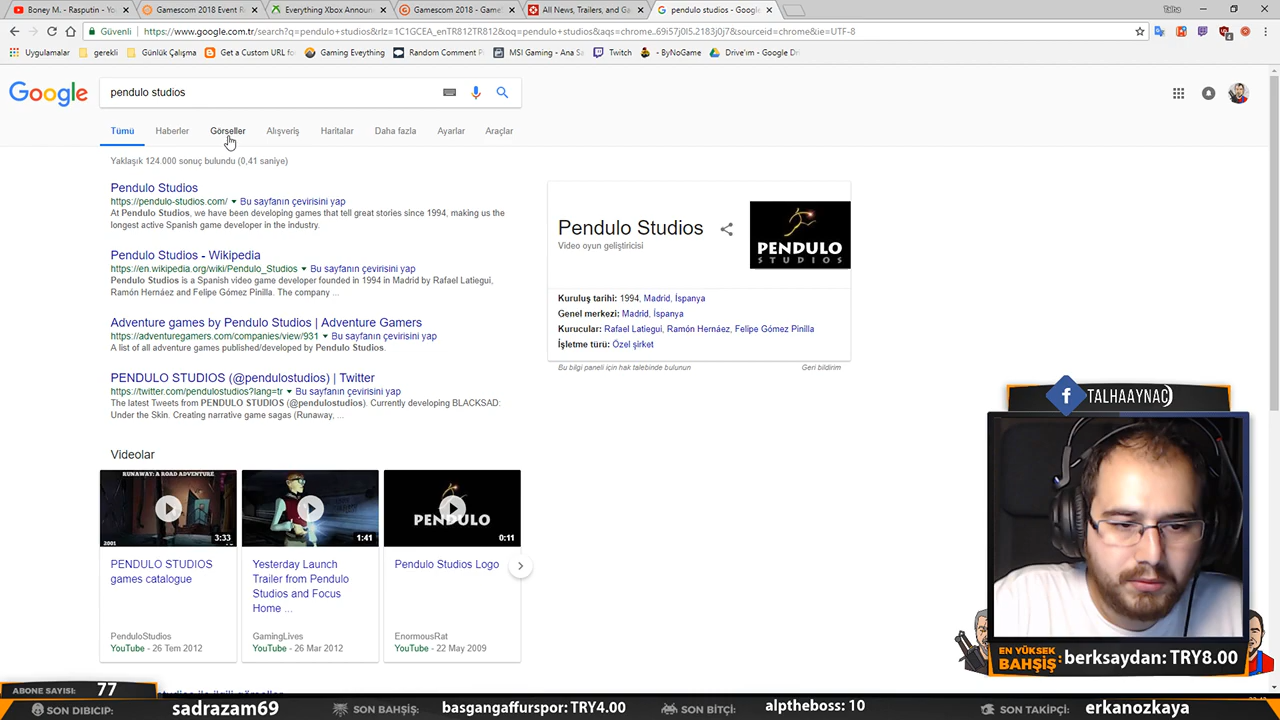 Boney M. - Rasputin - Yo
Gamescom 2018 Event R
Everything Xbox Announ
Gamescom 2018 - Game
All News, Trailers, and Ga
pendulo studios - Google
Talha
Güvenli
https://www.google.com.tr/search?q=pendulo+studios&rlz=1C1GCEA_enTR812TR812&oq=pendulo+studios&aqs=chrome..69i57j0l5.2183j0j7&sourceid=chrome&ie=UTF-8
Uygulamalar
gerekli
Günlük Çalışma
Get a Custom URL for
Gaming Eveything
Random Comment P
MSI Gaming - Ana Sa
Twitch
- ByNoGame
Drive'ım - Google Dr
Google
pendulo studios
Tümü
Haberler
Görseller
Alışveriş
Haritalar
Daha fazla
Ayarlar
Araçlar
Yaklaşık 124.000 sonuç bulundu (0,41 saniye)
Pendulo Studios
https://pendulo-studios.com/ Bu sayfanın çevirisini yap
At Pendulo Studios, we have been developing games that tell great stories since 1994, making us the
longest active Spanish game developer in the industry.
Pendulo Studios - Wikipedia
https://en.wikipedia.org/wiki/Pendulo_Studios Bu sayfanın çevirisini yap
Pendulo Studios is a Spanish video game developer founded in 1994 in Madrid by Rafael Latiegui,
Ramón Hernáez and Felipe Gómez Pinilla. The company ...
Adventure games by Pendulo Studios | Adventure Gamers
https://adventuregamers.com/companies/view/931 Bu sayfanın çevirisini yap
A list of all adventure games published/developed by Pendulo Studios.
PENDULO STUDIOS (@pendulostudios) | Twitter
https://twitter.com/pendulostudios?lang=tr Bu sayfanın çevirisini yap
The latest Tweets from PENDULO STUDIOS (@pendulostudios). Currently developing BLACKSAD:
Under the Skin. Creating narrative game sagas (Runaway, ...
Videolar
RUNAWAY: A ROAD ADVENTURE
2001
3:33
1:41
PENDULO
0:11
PENDULO STUDIOS
games catalogue
PenduloStudios
YouTube - 26 Tem 2012
Yesterday Launch
Trailer from Pendulo
Studios and Focus
Home ...
GamingLives
YouTube - 26 Mar 2012
Pendulo Studios Logo
EnormousRat
YouTube - 22 May 2009
Pendulo Studios
Video oyun geliştiricisi
PENDULO
STUDIOS
Kuruluş tarihi: 1994, Madrid, İspanya
Genel merkezi: Madrid, İspanya
Kurucular: Rafael Latiegui, Ramón Hernáez, Felipe Gómez Pinilla
İşletme türü: Özel şirket
Bu bilgi paneli için hak talebinde bulunun
Geri bildirim
f TALHAAYNACI
EN YÜKSEK
BAHŞİŞ: berksaydan: TRY8.00
ABONE SAYISI: 77
SON DIBICIP: sadrazam69
SON BAHŞİŞ: basgangaffurspor: TRY4.00
SON BİTÇİ: alptheboss: 10
SON TAKİPÇİ: erkanozkaya